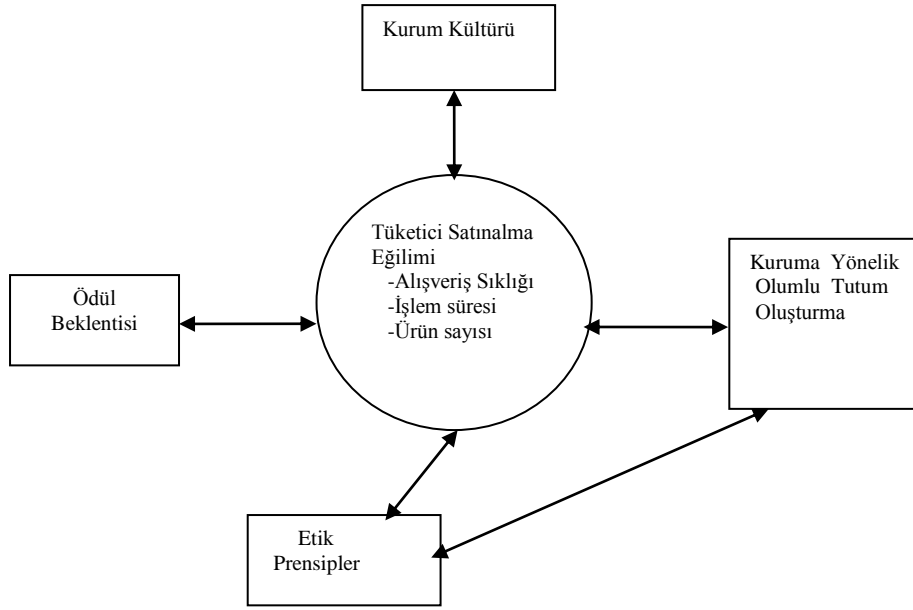 Kurum Kültürü
Tüketici Satınalma
Eğilimi
-Alışveriş Sıklığı
-İşlem süresi
-Ürün sayısı
Kuruma Yönelik
Olumlu Tutum
Oluşturma
Ödül
Beklentisi
Etik
Prensipler